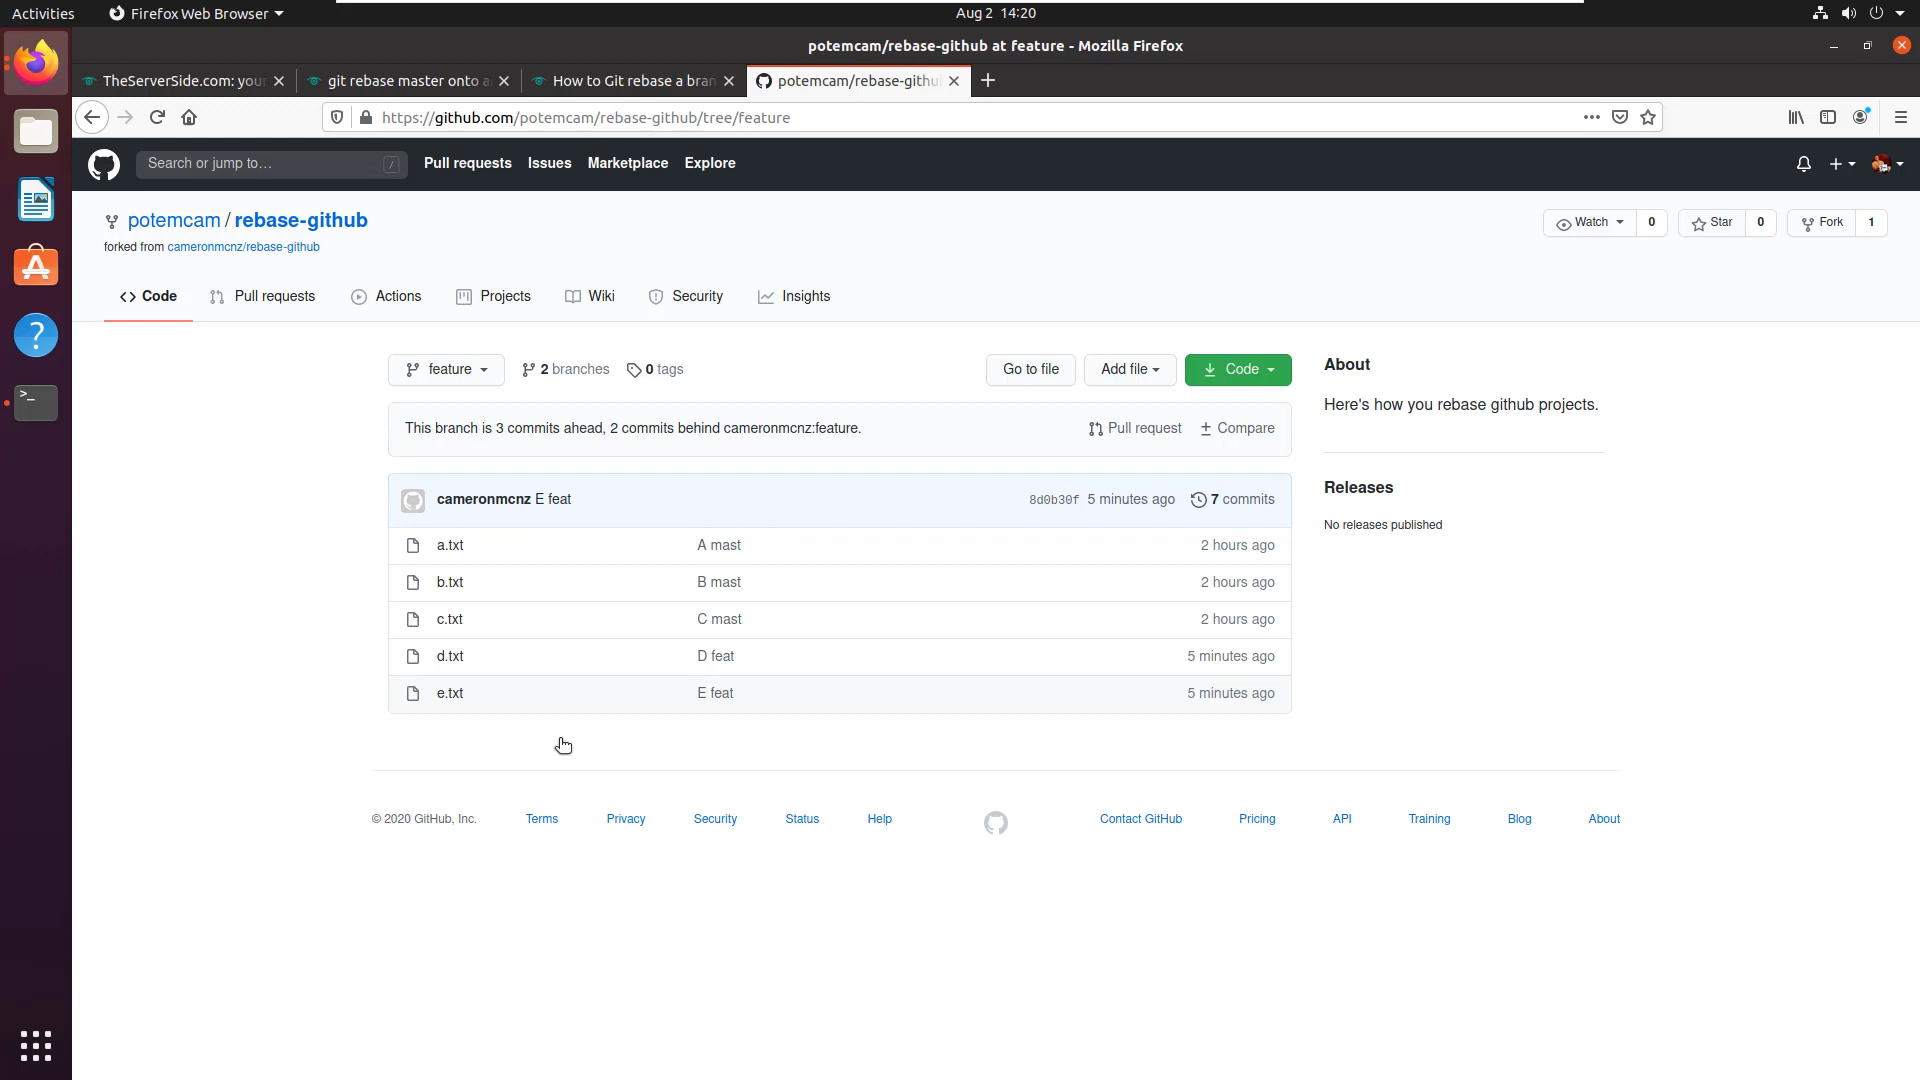 Activities Firefox Web Browser Aug 2 14:20
potemcam/rebase-github at feature - Mozilla Firefox
TheServerSide.com: your git rebase master onto a How to Git rebase a bran potemcam/rebase-githu
https://github.com/potemcam/rebase-github/tree/feature
Search or jump to… / Pull requests Issues Marketplace Explore
potemcam / rebase-github Watch 0 Star 0 Fork 1
forked from cameronmcnz/rebase-github
Code Pull requests Actions Projects Wiki Security Insights
feature 2 branches 0 tags Go to file Add file Code About
Here's how you rebase github projects.
This branch is 3 commits ahead, 2 commits behind cameronmcnz:feature. Pull request Compare
Releases
cameronmcnz E feat 8d0b30f 5 minutes ago 7 commits
No releases published
a.txt A mast 2 hours ago
b.txt B mast 2 hours ago
c.txt C mast 2 hours ago
d.txt D feat 5 minutes ago
e.txt E feat 5 minutes ago
© 2020 GitHub, Inc. Terms Privacy Security Status Help Contact GitHub Pricing API Training Blog About